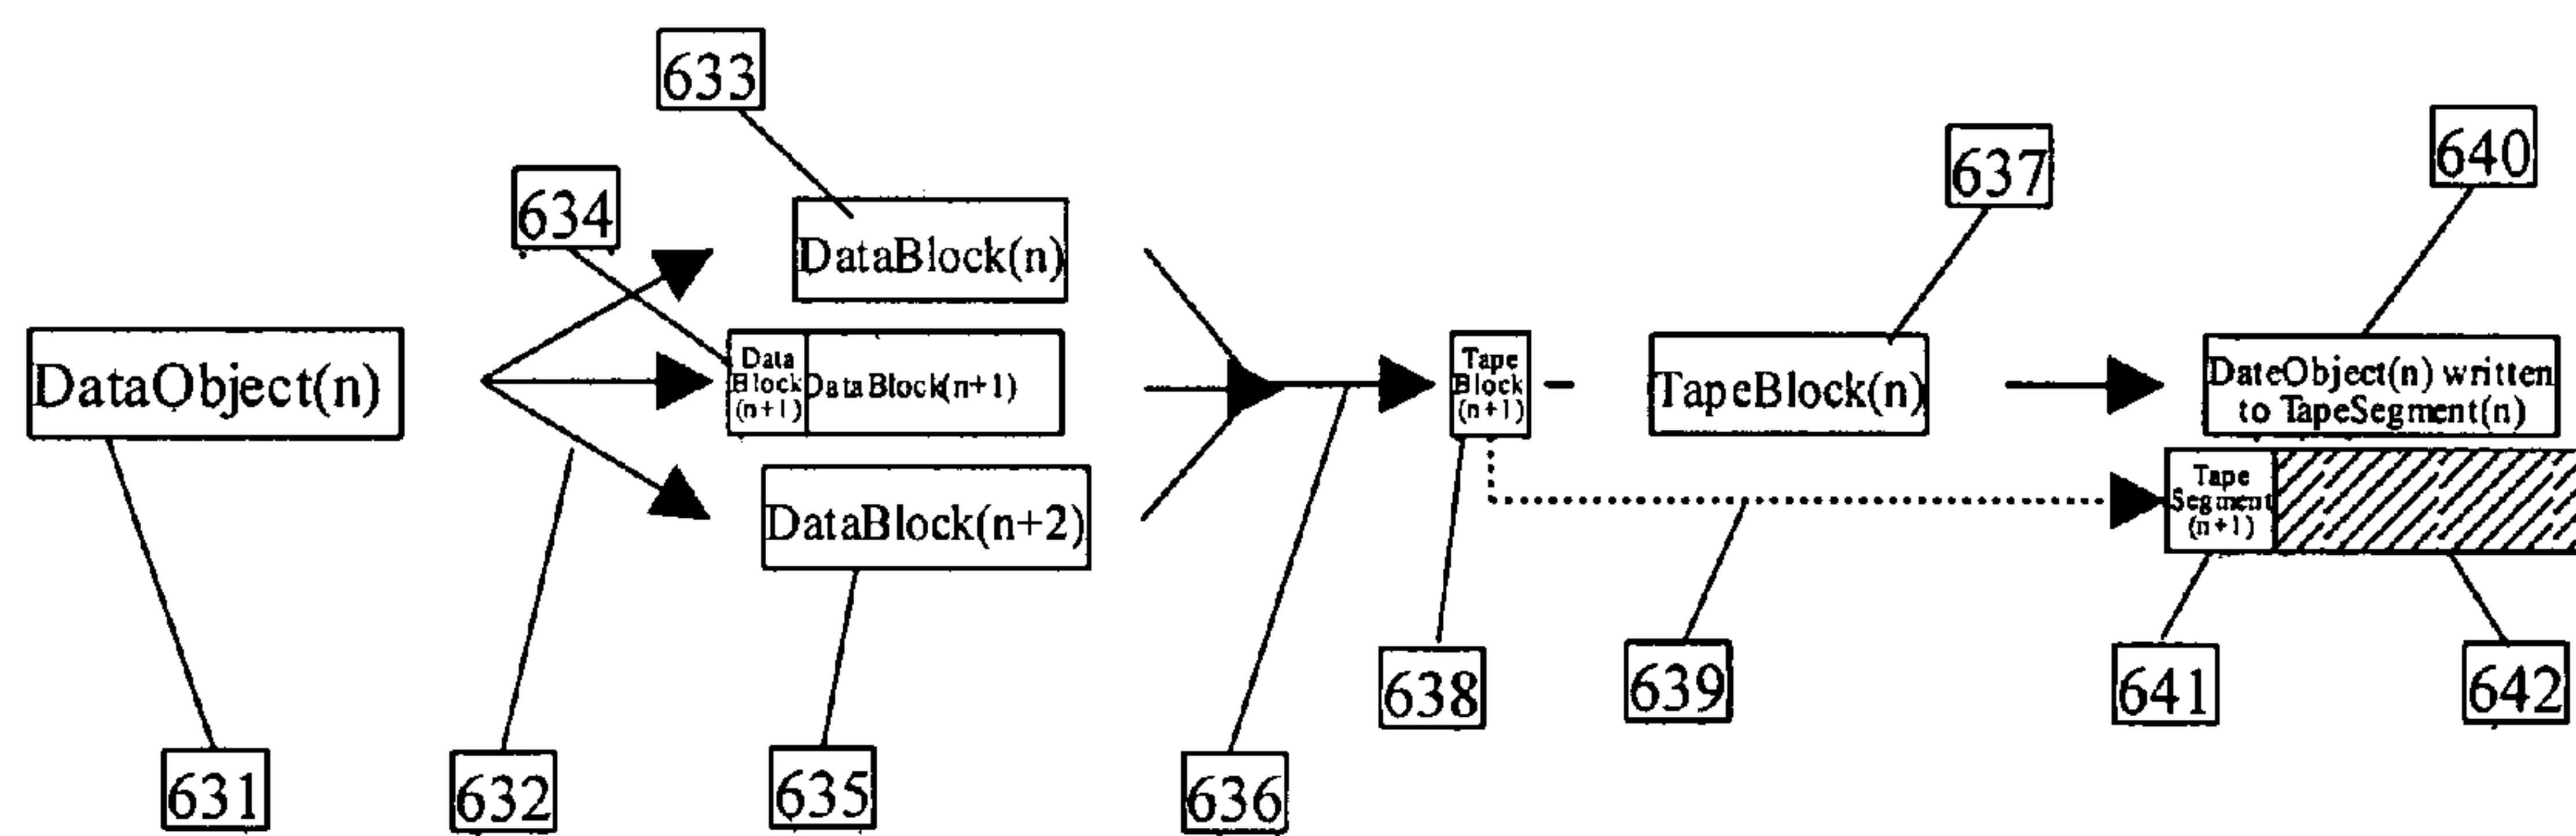 633
640
637
634
DataBlock(n)
DataObject(n)
Data
Block
(n+1)
DataBlock(n+1)
Tape
Block
(n+1)
TapeBlock(n)
DateObject(n) written
to TapeSegment(n)
DataBlock(n+2)
Tape
Segment
(n+1)
638
639
641
642
631
632
635
636